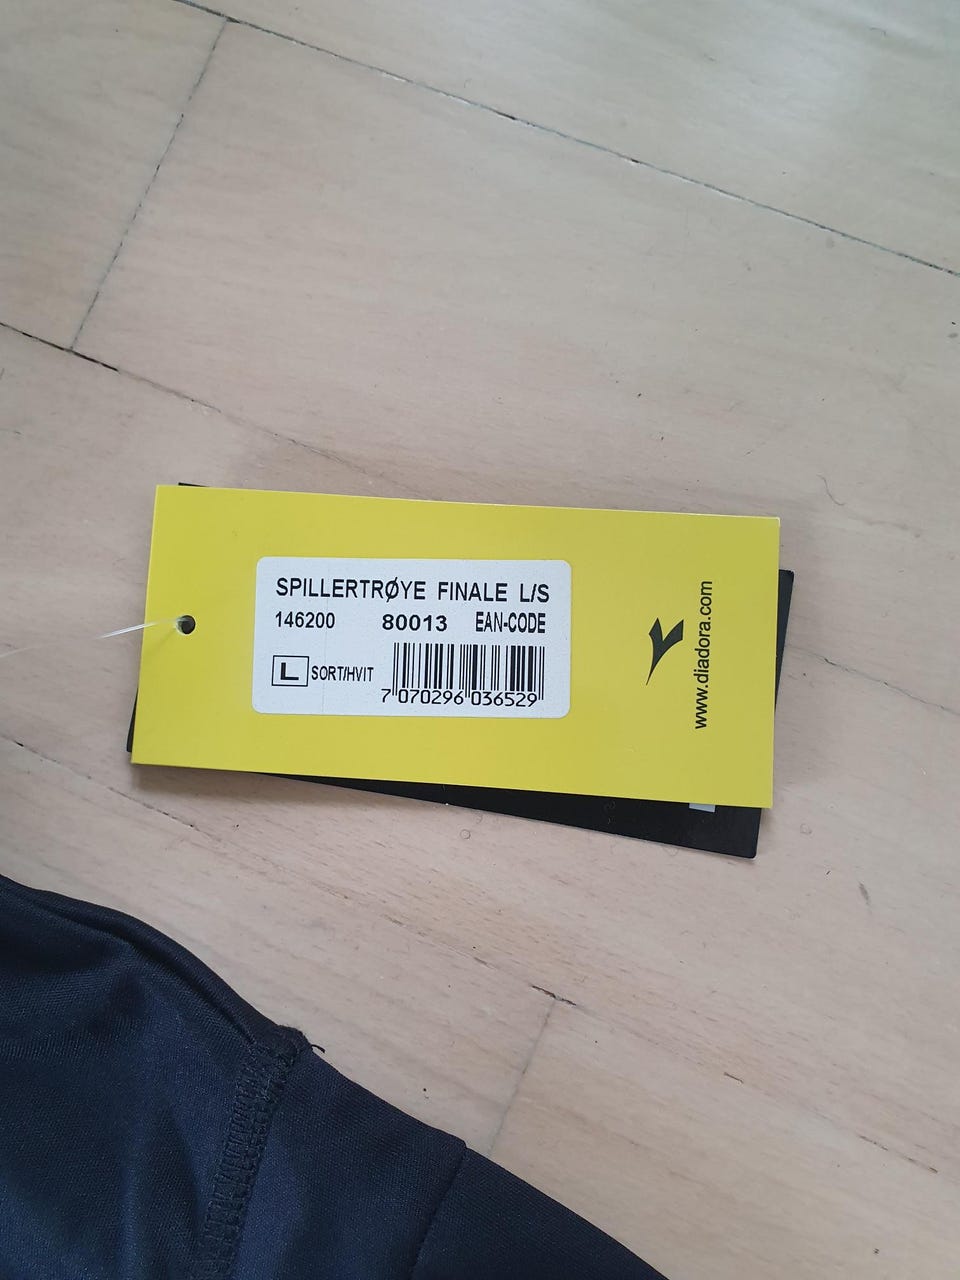 SPILLERTRØYE FINALE L/S
146200 80013 EAN-CODE
L SORT/HVIT
7 070296 036529
www.diadora.com